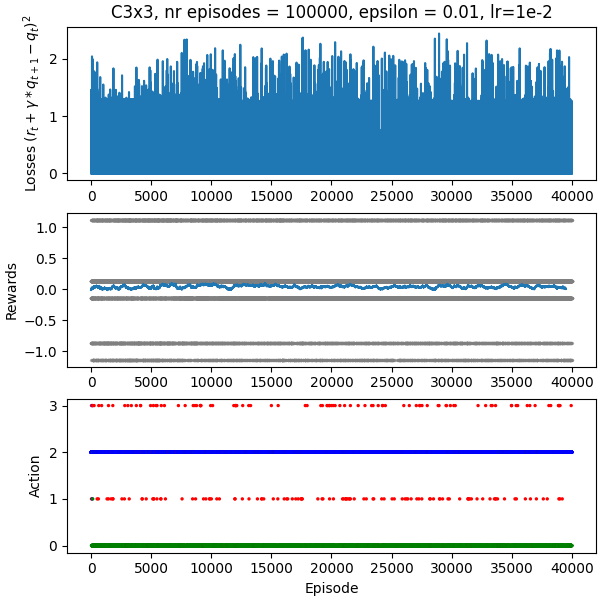 C3x3, nr episodes = 100000, epsilon = 0.01, lr=1e-2
Losses $(r_t + \gamma * q_{t+1} - q_t)^2$
2
1
0
0 5000 10000 15000 20000 25000 30000 35000 40000
Rewards
1.0
0.5
0.0
−0.5
−1.0
0 5000 10000 15000 20000 25000 30000 35000 40000
Action
3
2
1
0
0 5000 10000 15000 20000 25000 30000 35000 40000
Episode